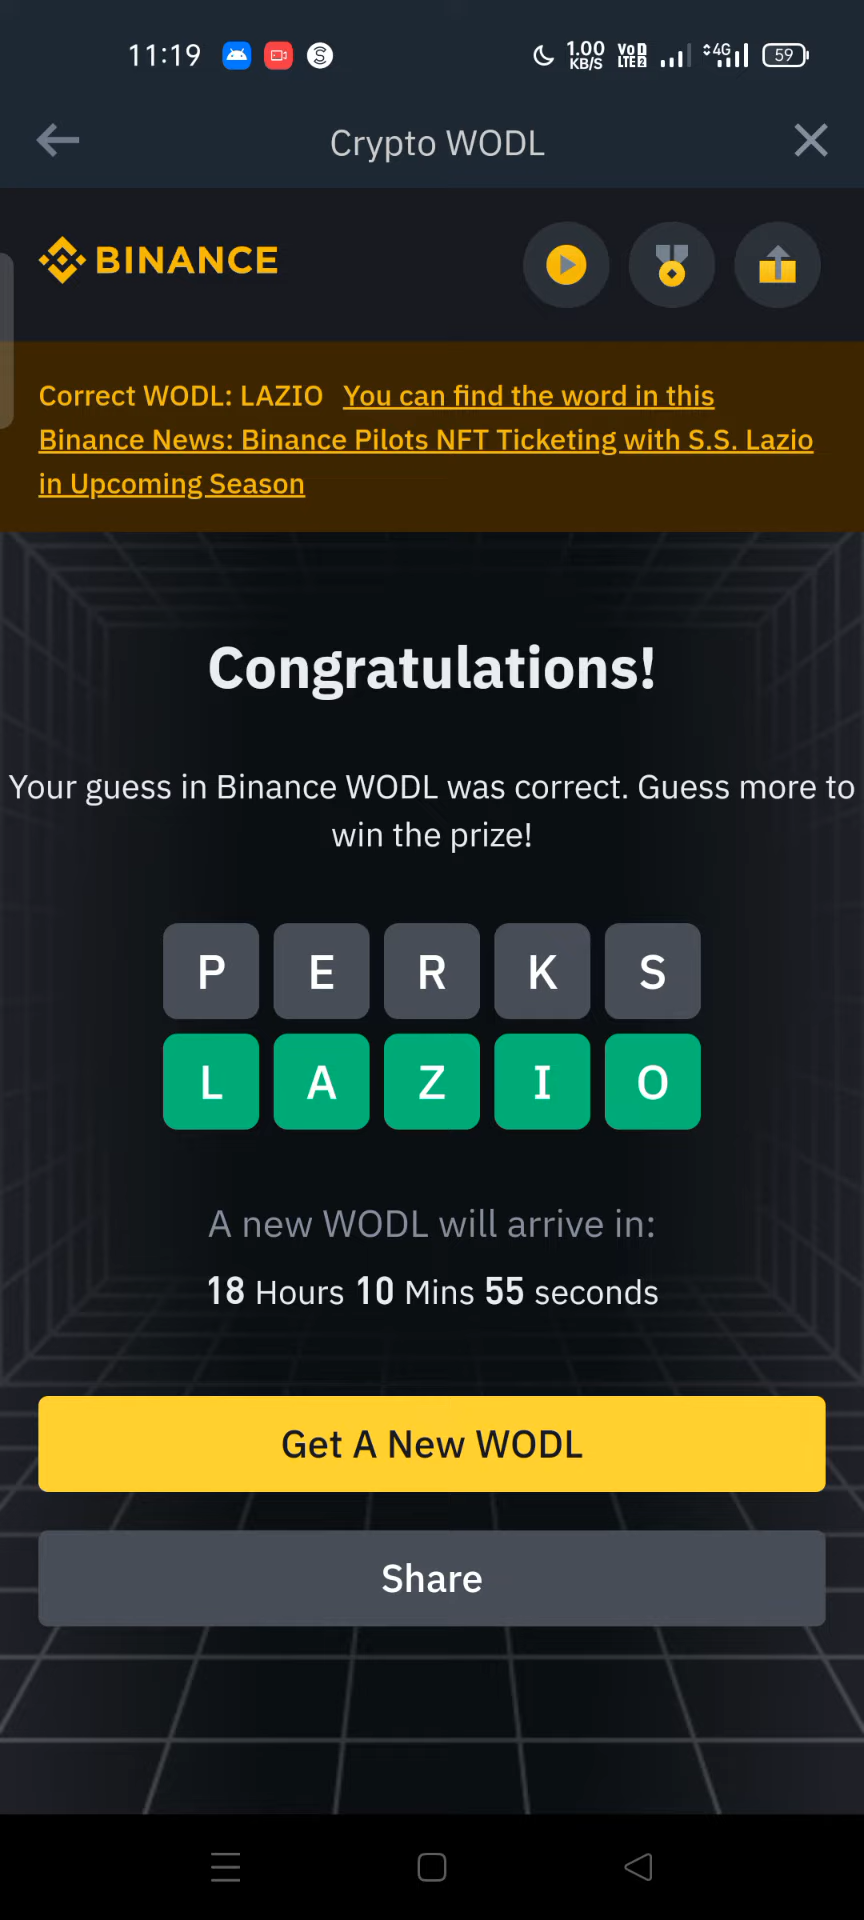 11:19
1.00
KB/S
VoD
LTE2
4G
59
Crypto WODL
BINANCE
Correct WODL: LAZIO You can find the word in this
Binance News: Binance Pilots NFT Ticketing with S.S. Lazio
in Upcoming Season
Congratulations!
Your guess in Binance WODL was correct. Guess more to
win the prize!
P E R K S
L A Z I O
A new WODL will arrive in:
18 Hours 10 Mins 55 seconds
Get A New WODL
Share